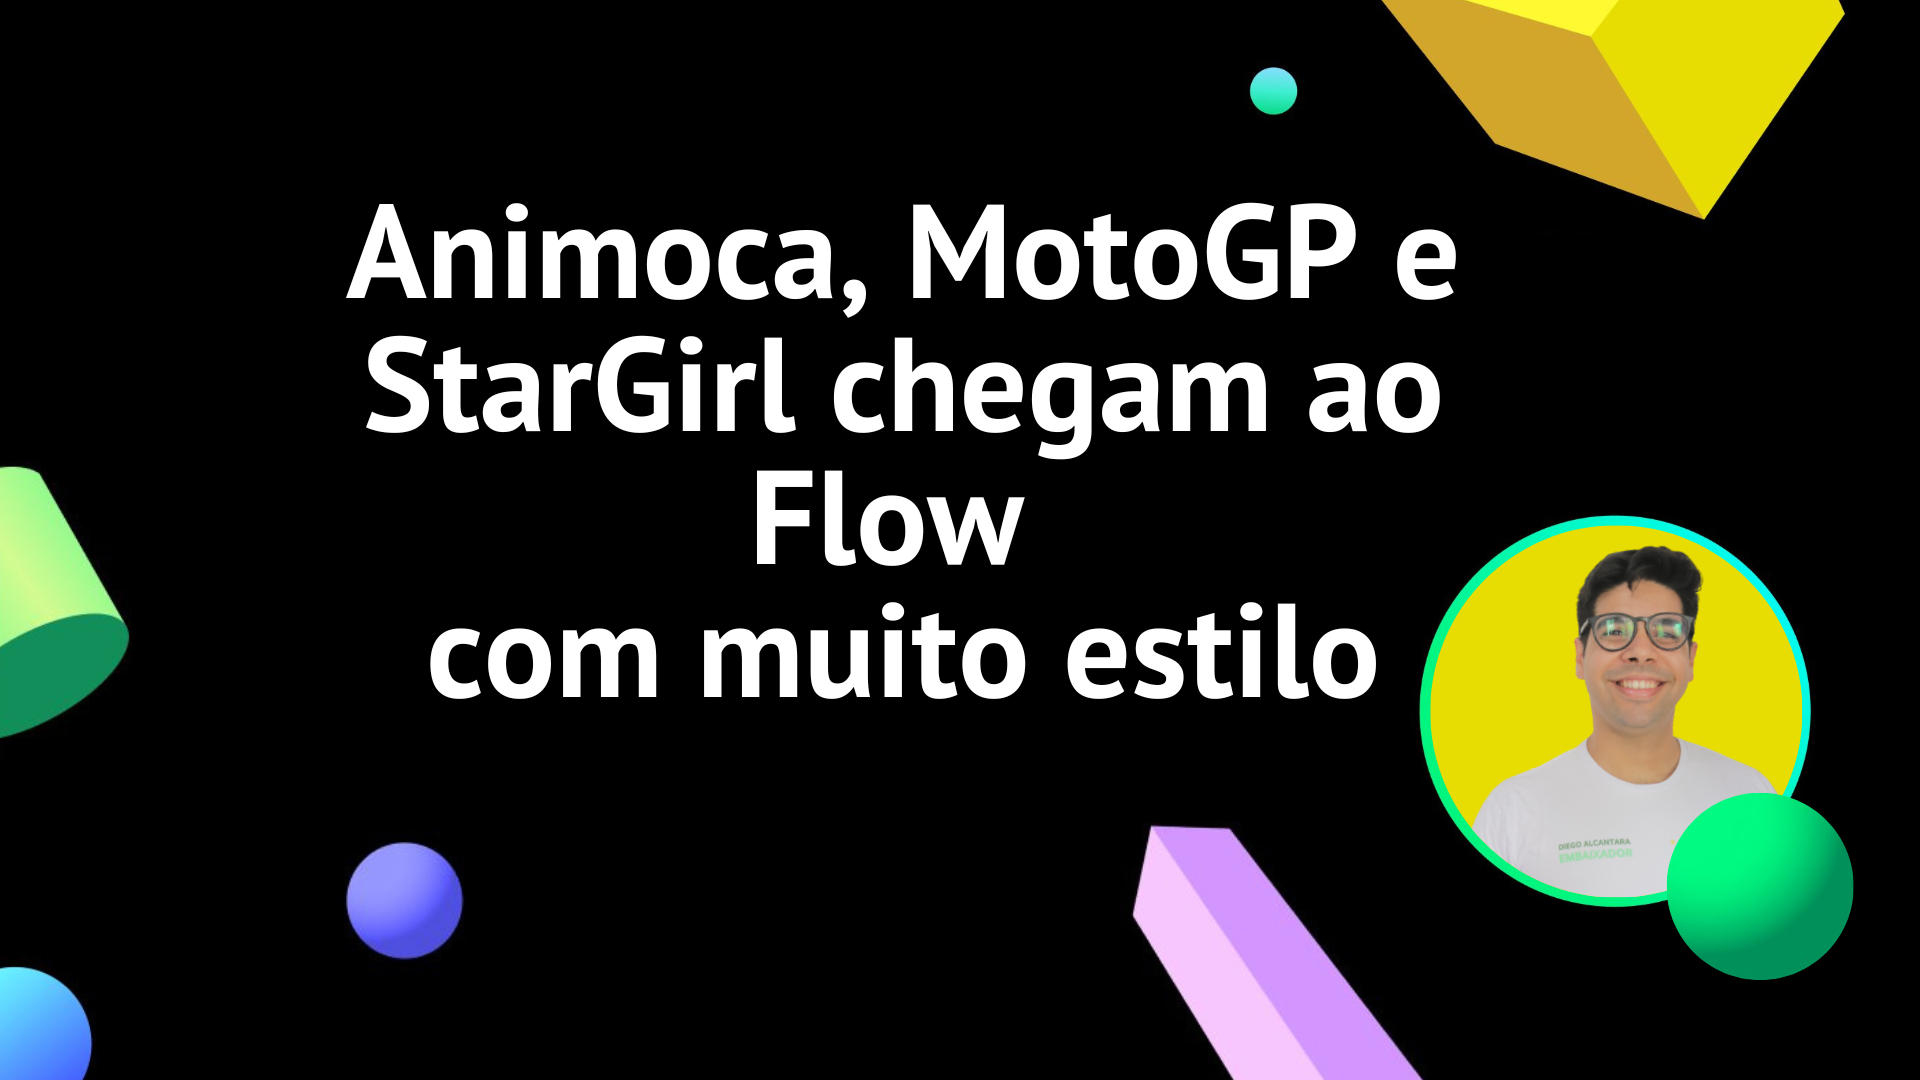 Animoca, MotoGP e
StarGirl chegam ao
Flow
com muito estilo
DIEGO ALCANTARA
EMBAIXADOR